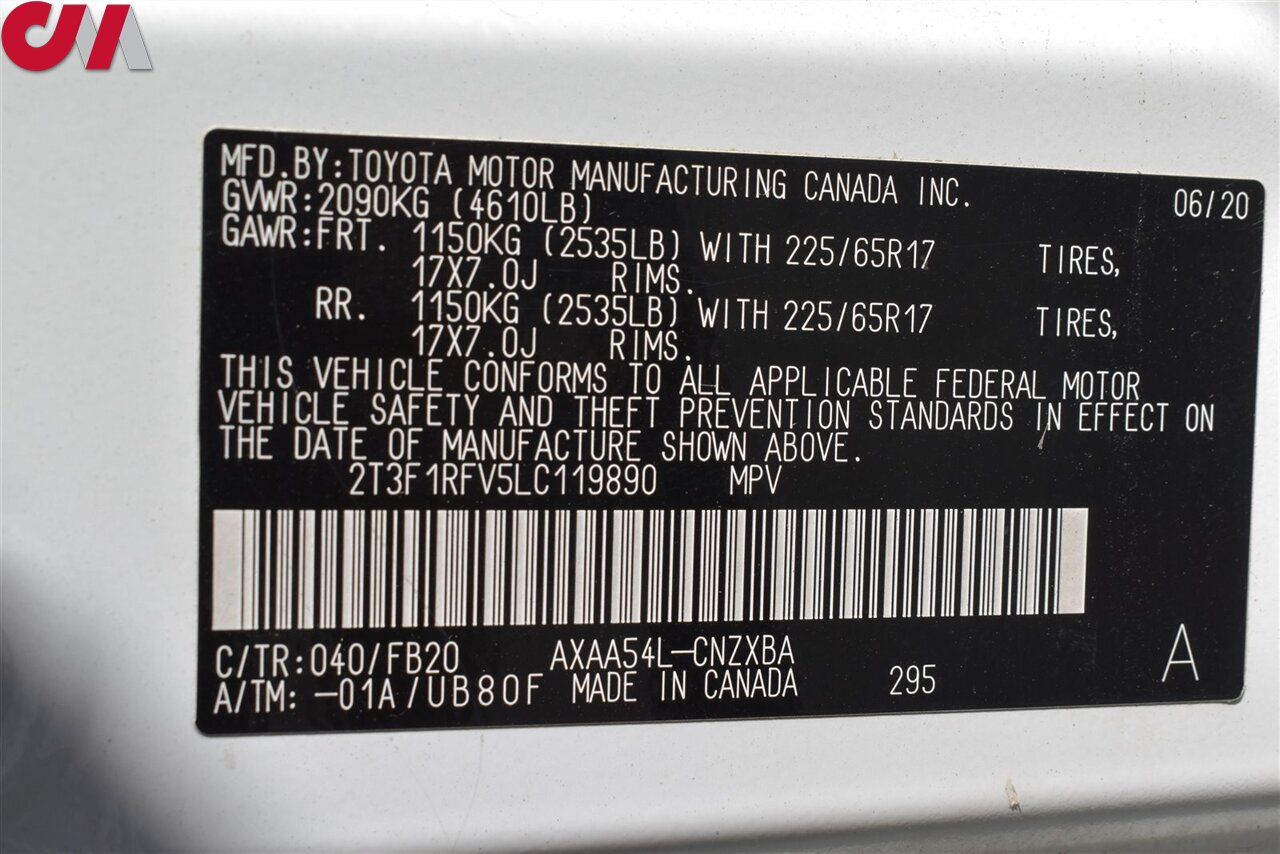 CM
MFD.BY:TOYOTA MOTOR MANUFACTURING CANADA INC. 06/20
GVWR:2090KG (4610LB)
GAWR:FRT. 1150KG (2535LB) WITH 225/65R17 TIRES,
17X7.0J RIMS.
RR. 1150KG (2535LB) WITH 225/65R17 TIRES,
17X7.0J RIMS.
THIS VEHICLE CONFORMS TO ALL APPLICABLE FEDERAL MOTOR
VEHICLE SAFETY AND THEFT PREVENTION STANDARDS IN EFFECT ON
THE DATE OF MANUFACTURE SHOWN ABOVE.
2T3F1RFV5LC119890 MPV
C/TR:040/FB20 AXAA54L-CNZXBA
A/TM: -01A/UB80F MADE IN CANADA 295 A